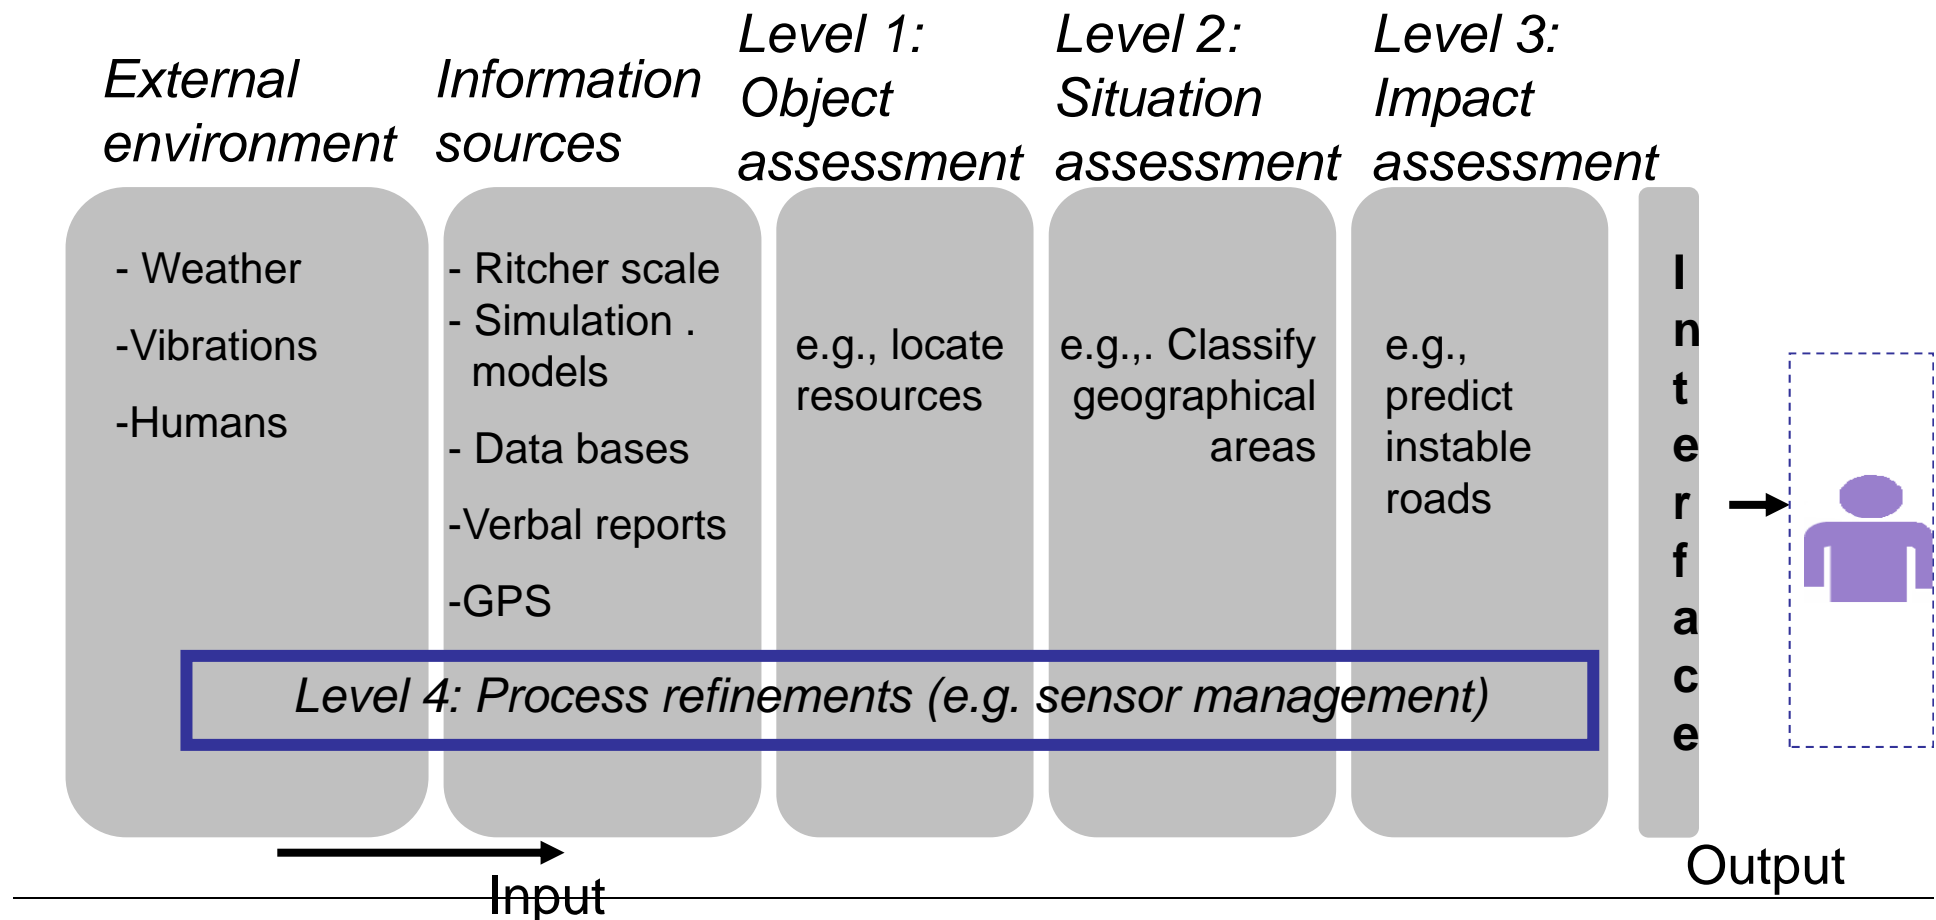 External
environment
Information
sources
Level 1:
Object
assessment
Level 2:
Situation
assessment
Level 3:
Impact
assessment
- Weather
-Vibrations
-Humans
- Ritcher scale
- Simulation .
models
- Data bases
-Verbal reports
-GPS
e.g., locate
resources
e.g.,. Classify
geographical
areas
e.g.,
predict
instable
roads
I
n
t
e
r
f
a
c
e
Level 4: Process refinements (e.g. sensor management)
Input
Output